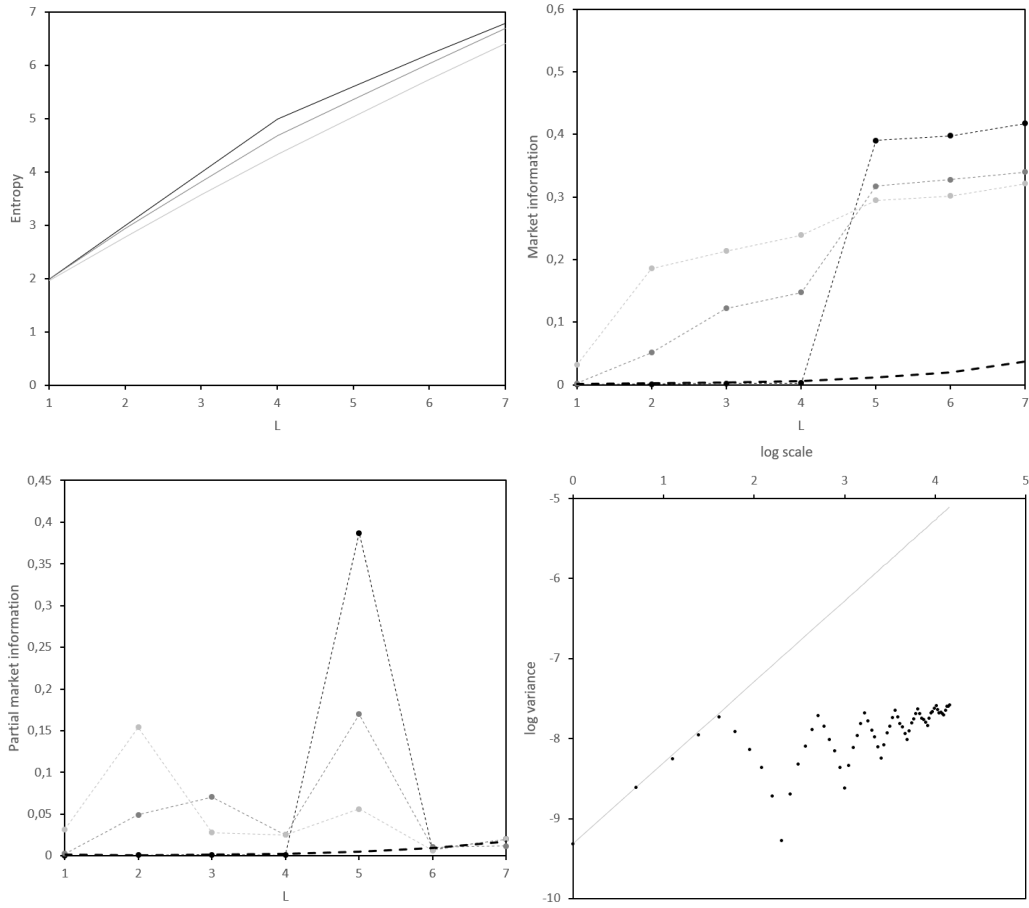 7
6
5
4
3
2
1
0
Entropy
1 2 3 4 5 6 7
L
0,6
0,5
0,4
0,3
0,2
0,1
0
Market information
1 2 3 4 5 6 7
L
0,45
0,4
0,35
0,3
0,25
0,2
0,15
0,1
0,05
0
Partial market information
1 2 3 4 5 6 7
L
log scale
0 1 2 3 4 5
-5
-6
-7
-8
-9
-10
log variance